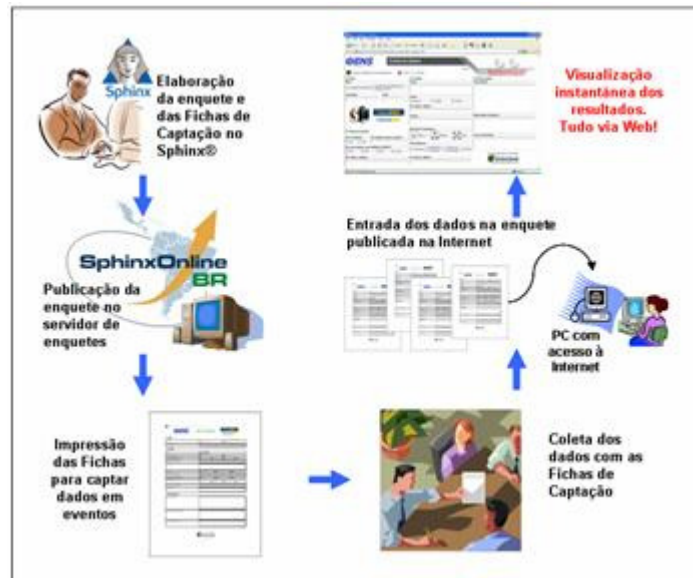 Sphinx
Elaboração
da enquete e
das Fichas de
Captação no
Sphinx®
SphinxOnline
BR
Publicação da
enquete no
servidor de
enquetes
Impressão
das Fichas
para captar
dados em
eventos
Coleta dos
dados com as
Fichas de
Captação
Entrada dos dados na enquete
publicada na Internet
PC com
acesso à
Internet
GENS
Visualização
instantânea dos
resultados.
Tudo via Web!